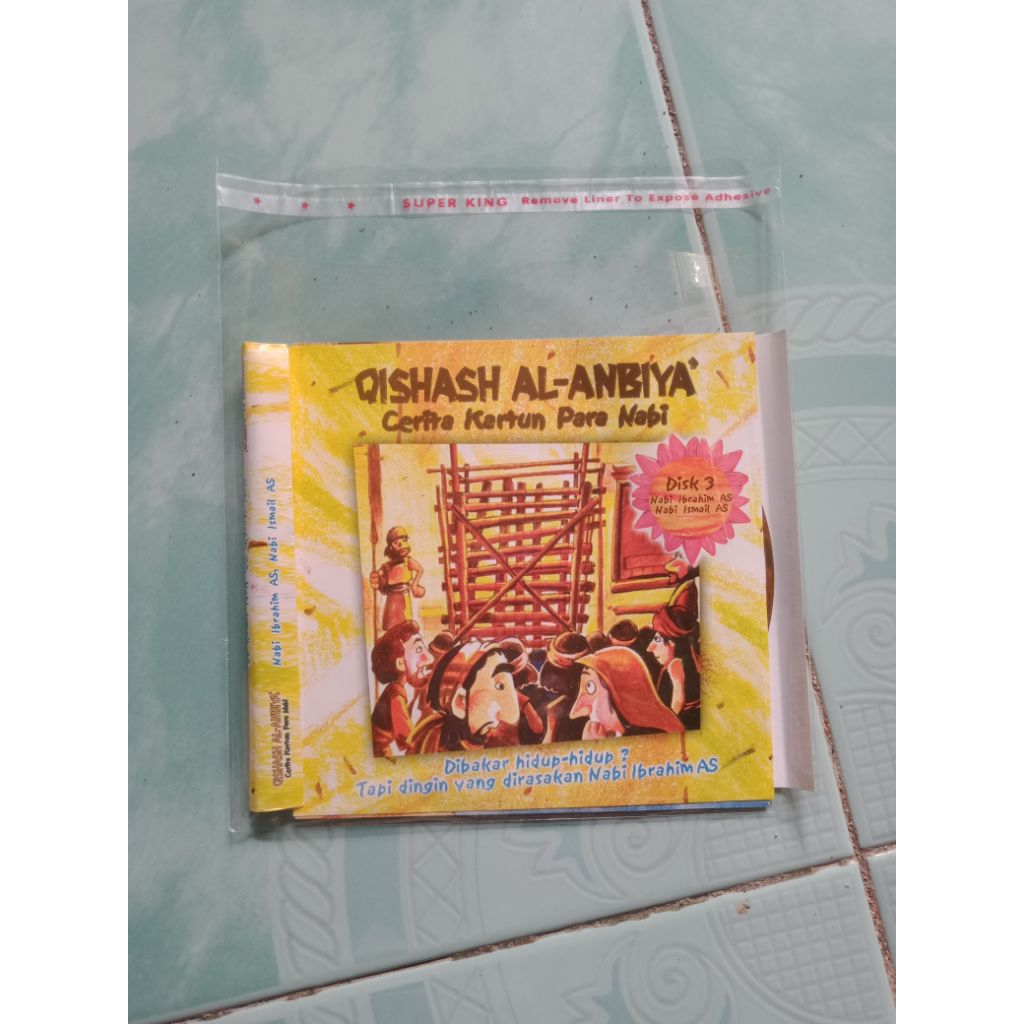 SUPER KING Remove Liner To Expose Adhesive
QISHASH AL-ANBIYA'
Cerita Kartun Para Nabi
Disk 3
Nabi Ibrahim AS
Nabi Ismail AS
Dibakar hidup-hidup?
Tapi dingin yang dirasakan Nabi Ibrahim AS
Nabi Ibrahim AS, Nabi Ismail AS
QISHASH AL-ANBIYA'
Cerita Kartun Para Nabi